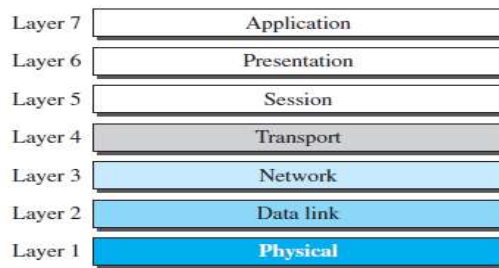 Layer 7 Application
Layer 6 Presentation
Layer 5 Session
Layer 4 Transport
Layer 3 Network
Layer 2 Data link
Layer 1 Physical